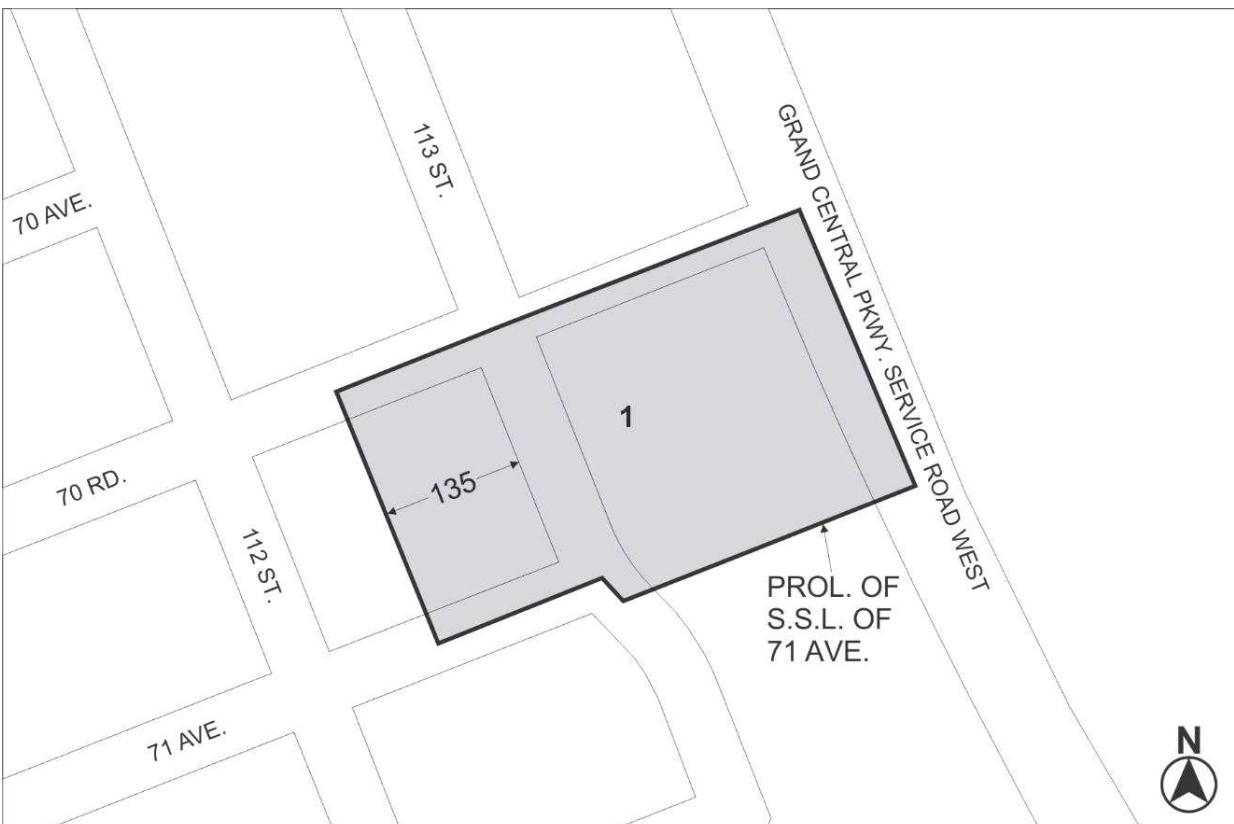 113 ST.
GRAND CENTRAL PKWY. SERVICE ROAD WEST
70 AVE.
1
135
70 RD.
112 ST.
PROL. OF
S.S.L. OF
71 AVE.
71 AVE.
N